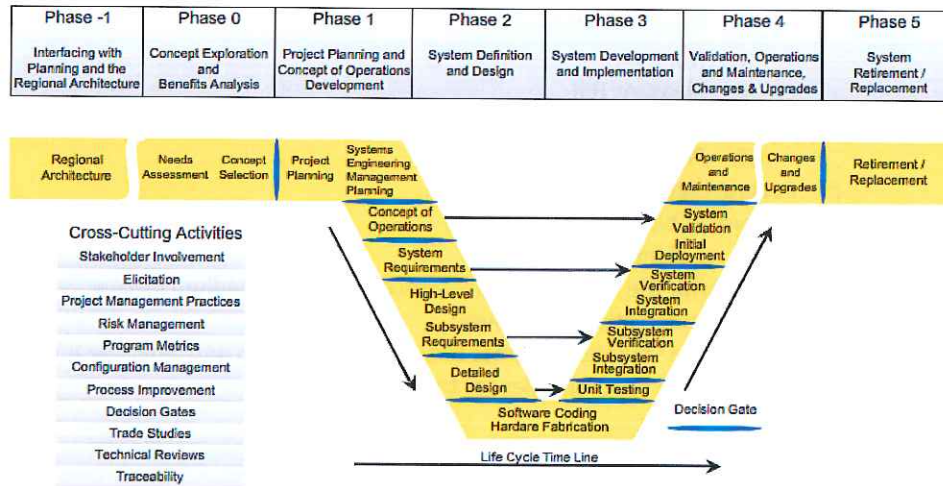 Phase -1
Interfacing with
Planning and the
Regional Architecture
Phase 0
Concept Exploration
and
Benefits Analysis
Phase 1
Project Planning and
Concept of Operations
Development
Phase 2
System Definition
and Design
Phase 3
System Development
and Implementation
Phase 4
Validation, Operations
and Maintenance,
Changes & Upgrades
Phase 5
System
Retirement /
Replacement
Regional
Architecture
Needs
Assessment
Concept
Selection
Project
Planning
Systems
Engineering
Management
Planning
Concept of
Operations
System
Requirements
High-Level
Design
Subsystem
Requirements
Detailed
Design
Software Coding
Hardare Fabrication
Unit Testing
Subsystem
Verification
Subsystem
Integration
System
Verification
System
Integration
System
Validation
Initial
Deployment
Operations
and
Maintenance
Changes
and
Upgrades
Retirement /
Replacement
Cross-Cutting Activities
Stakeholder Involvement
Elicitation
Project Management Practices
Risk Management
Program Metrics
Configuration Management
Process Improvement
Decision Gates
Trade Studies
Technical Reviews
Traceability
Decision Gate
Life Cycle Time Line